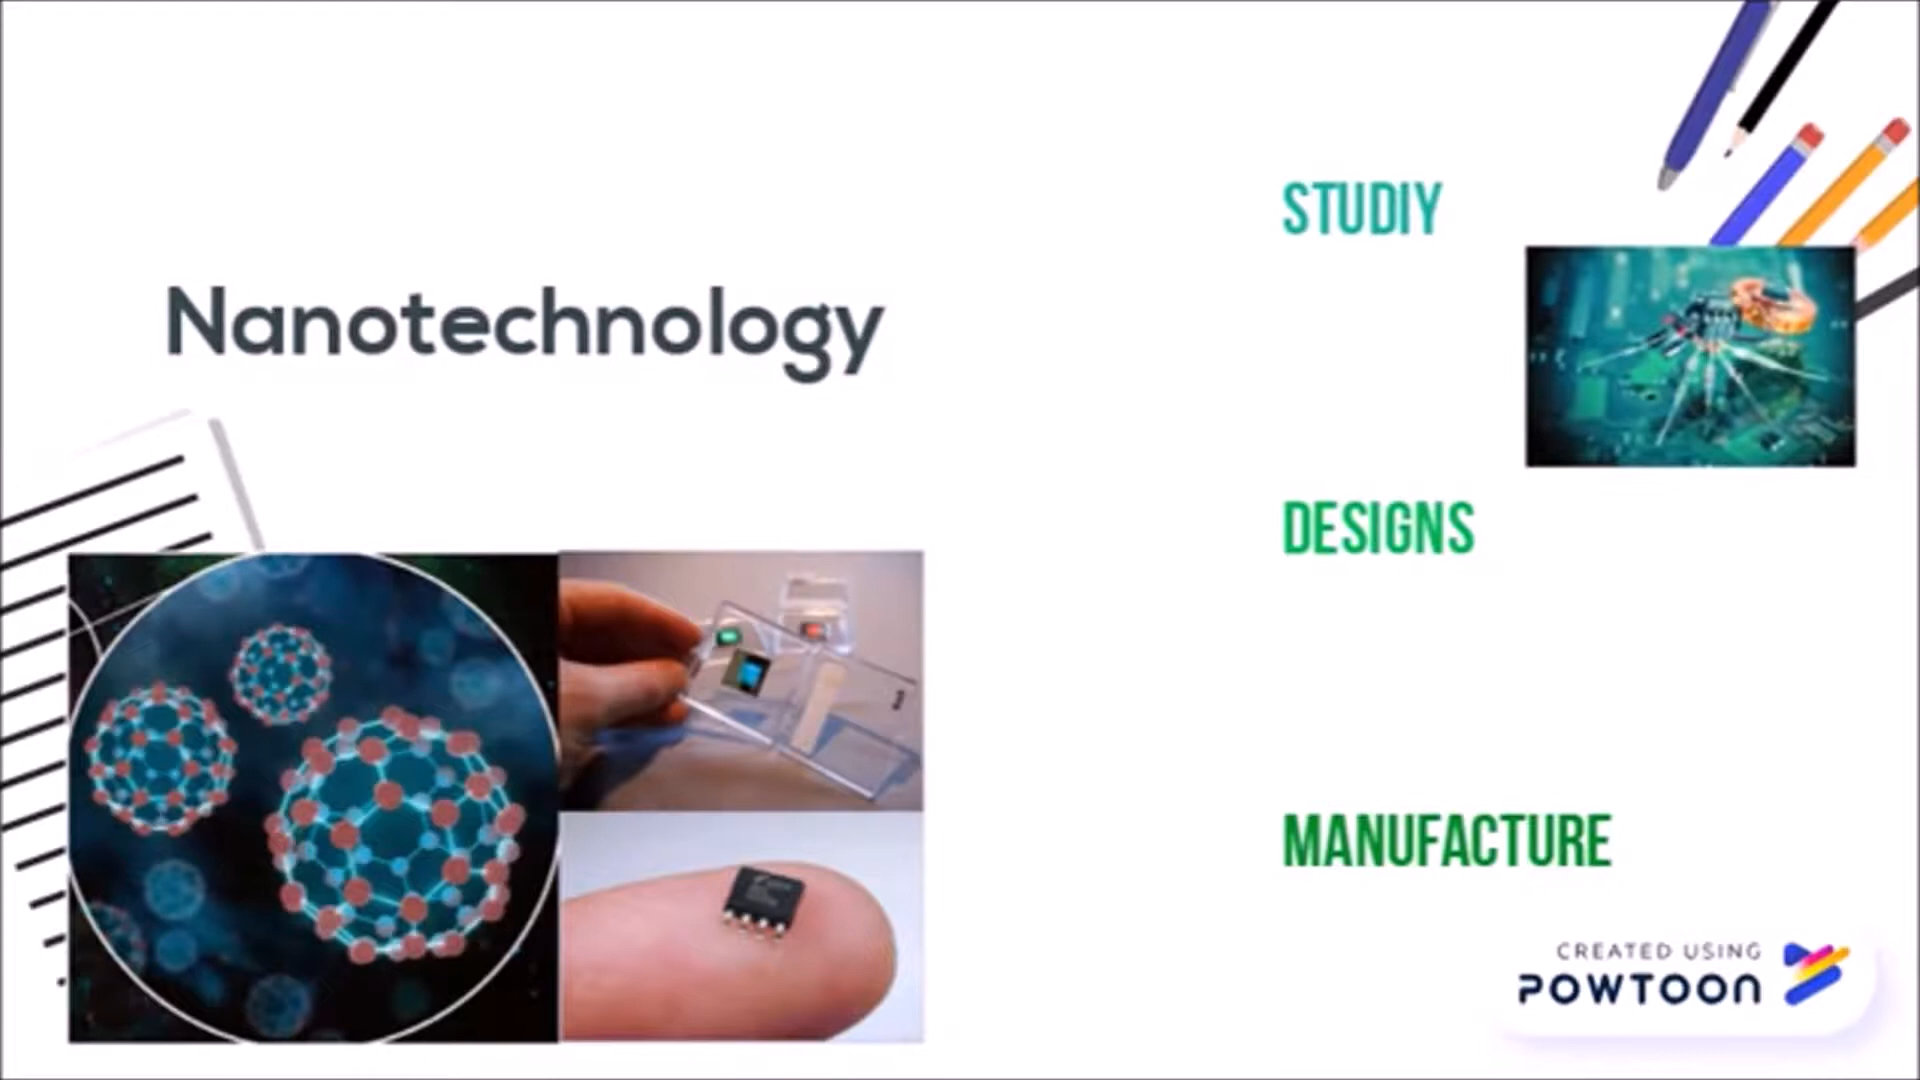 Nanotechnology
STUDIY
DESIGNS
MANUFACTURE
CREATED USING
POWTOON